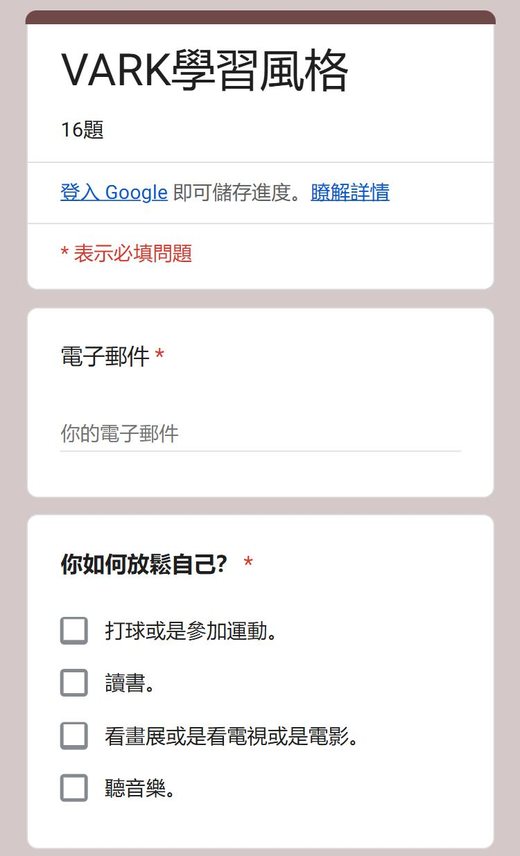 VARK學習風格
16題
登入 Google 即可儲存進度。瞭解詳情
* 表示必填問題
電子郵件 *
你的電子郵件
你如何放鬆自己? *
打球或是參加運動。
讀書。
看畫展或是看電視或是電影。
聽音樂。